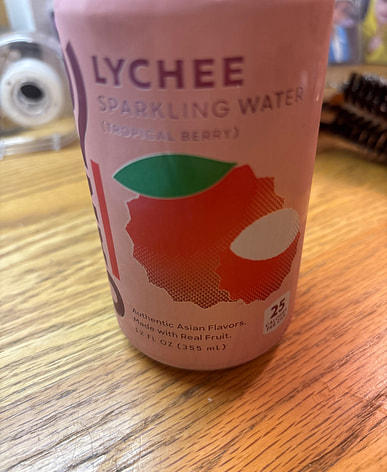 LYCHEE
SPARKLING WATER
(TROPICAL BERRY)
Authentic Asian Flavors.
Made with Real Fruit.
12 FL OZ (355 mL)
25